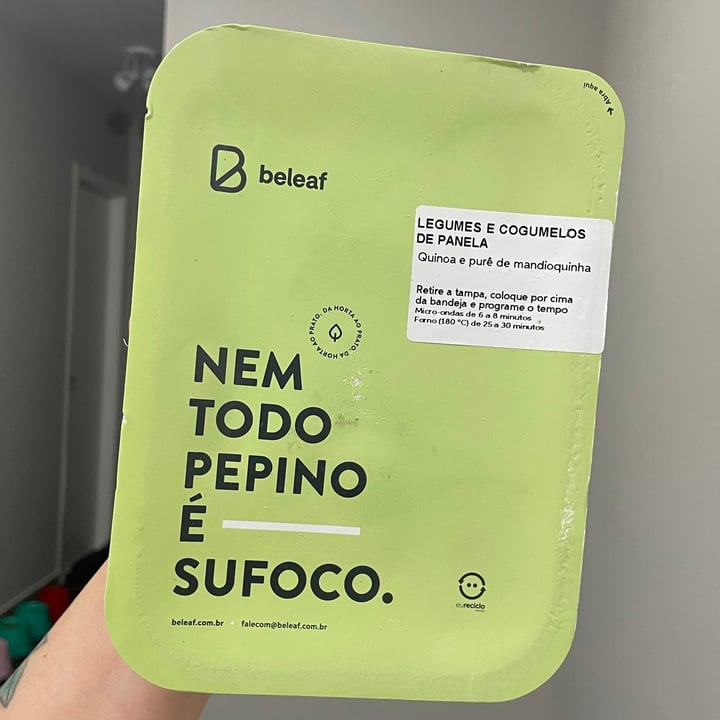 Abra aqui
beleaf
LEGUMES E COGUMELOS
DE PANELA
Quinoa e purê de mandioquinha
Retire a tampa, coloque por cima
da bandeja e programe o tempo
Micro-ondas de 6 a 8 minutos
Forno (180 °C) de 25 a 30 minutos
DA HORTA AO PRATO. DA HORTA AO PRATO.
NEM
TODO
PEPINO
É
SUFOCO.
eureciclo
beleaf.com.br • falecom@beleaf.com.br